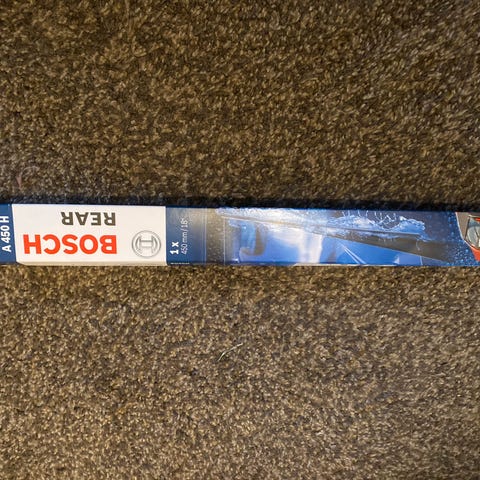 BOSCH
REAR
A 450 H
1 x
450 mm / 18"